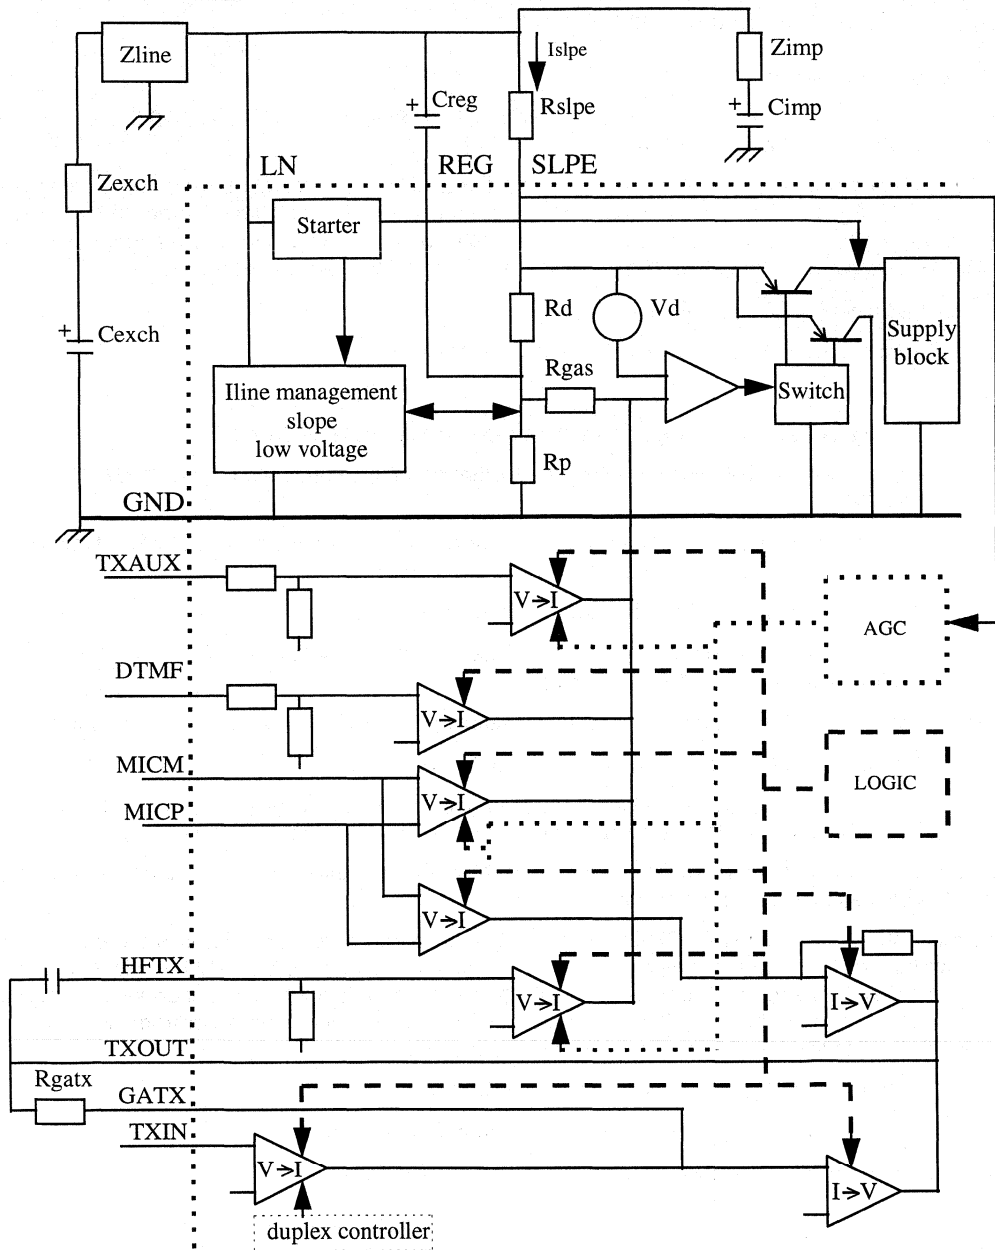 Zline
Islpe
Zimp
+
Creg
Rslpe
+
Cimp
LN
REG
SLPE
Zexch
Starter
+
Cexch
Rd
Vd
Supply
block
Rgas
Iline management
slope
low voltage
Switch
Rp
GND
TXAUX
V→I
AGC
DTMF
V→I
MICM
V→I
LOGIC
MICP
V→I
HFTX
V→I
I→V
TXOUT
Rgatx
GATX
TXIN
V→I
I→V
duplex controller